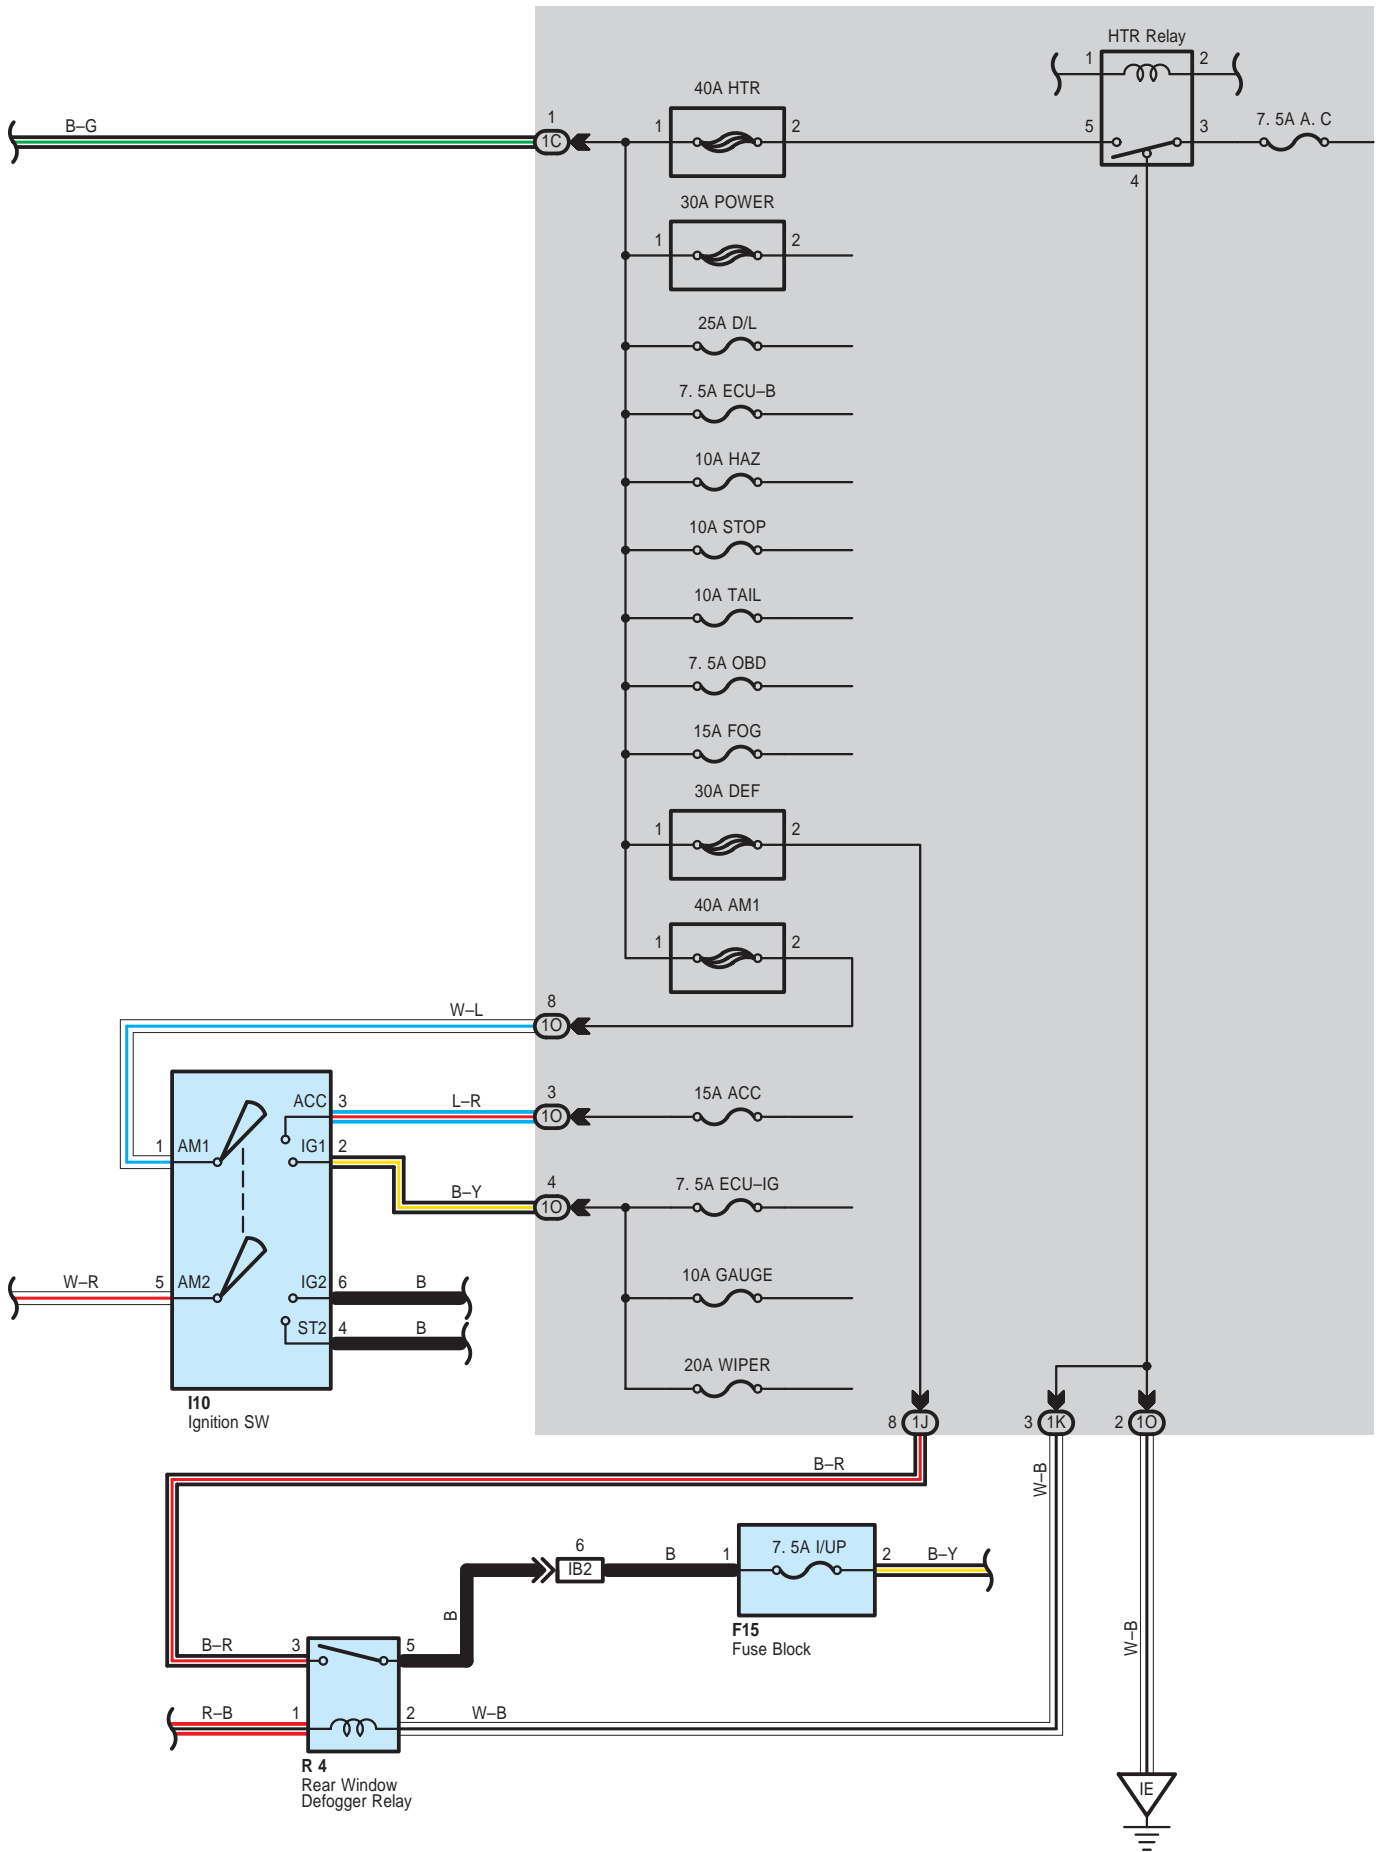 HTR Relay
1
2
40A HTR
B–G
1
1C
1
2
5
3
7. 5A A. C
4
30A POWER
1
2
25A D/L
7. 5A ECU–B
10A HAZ
10A STOP
10A TAIL
7. 5A OBD
15A FOG
30A DEF
1
2
40A AM1
1
2
W–L
8
1O
ACC
3
L–R
3
1O
15A ACC
1
AM1
IG1
2
B–Y
4
1O
7. 5A ECU–IG
W–R
5
AM2
IG2
6
B
10A GAUGE
ST2
4
B
20A WIPER
I10
Ignition SW
8
1J
3
1K
2
1O
B–R
W–B
6
IB2
B
1
7. 5A I/UP
2
B–Y
B
F15
Fuse Block
W–B
B–R
3
5
R–B
1
2
W–B
R 4
Rear Window
Defogger Relay
IE